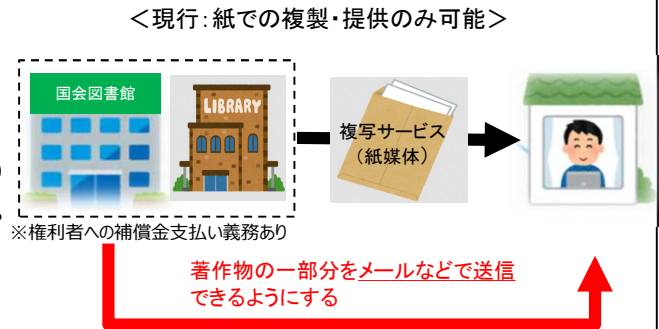 ＜現行：紙での複製・提供のみ可能＞
国会図書館
LIBRARY
複写サービス
（紙媒体）
※権利者への補償金支払い義務あり
著作物の一部分をメールなどで送信
できるようにする